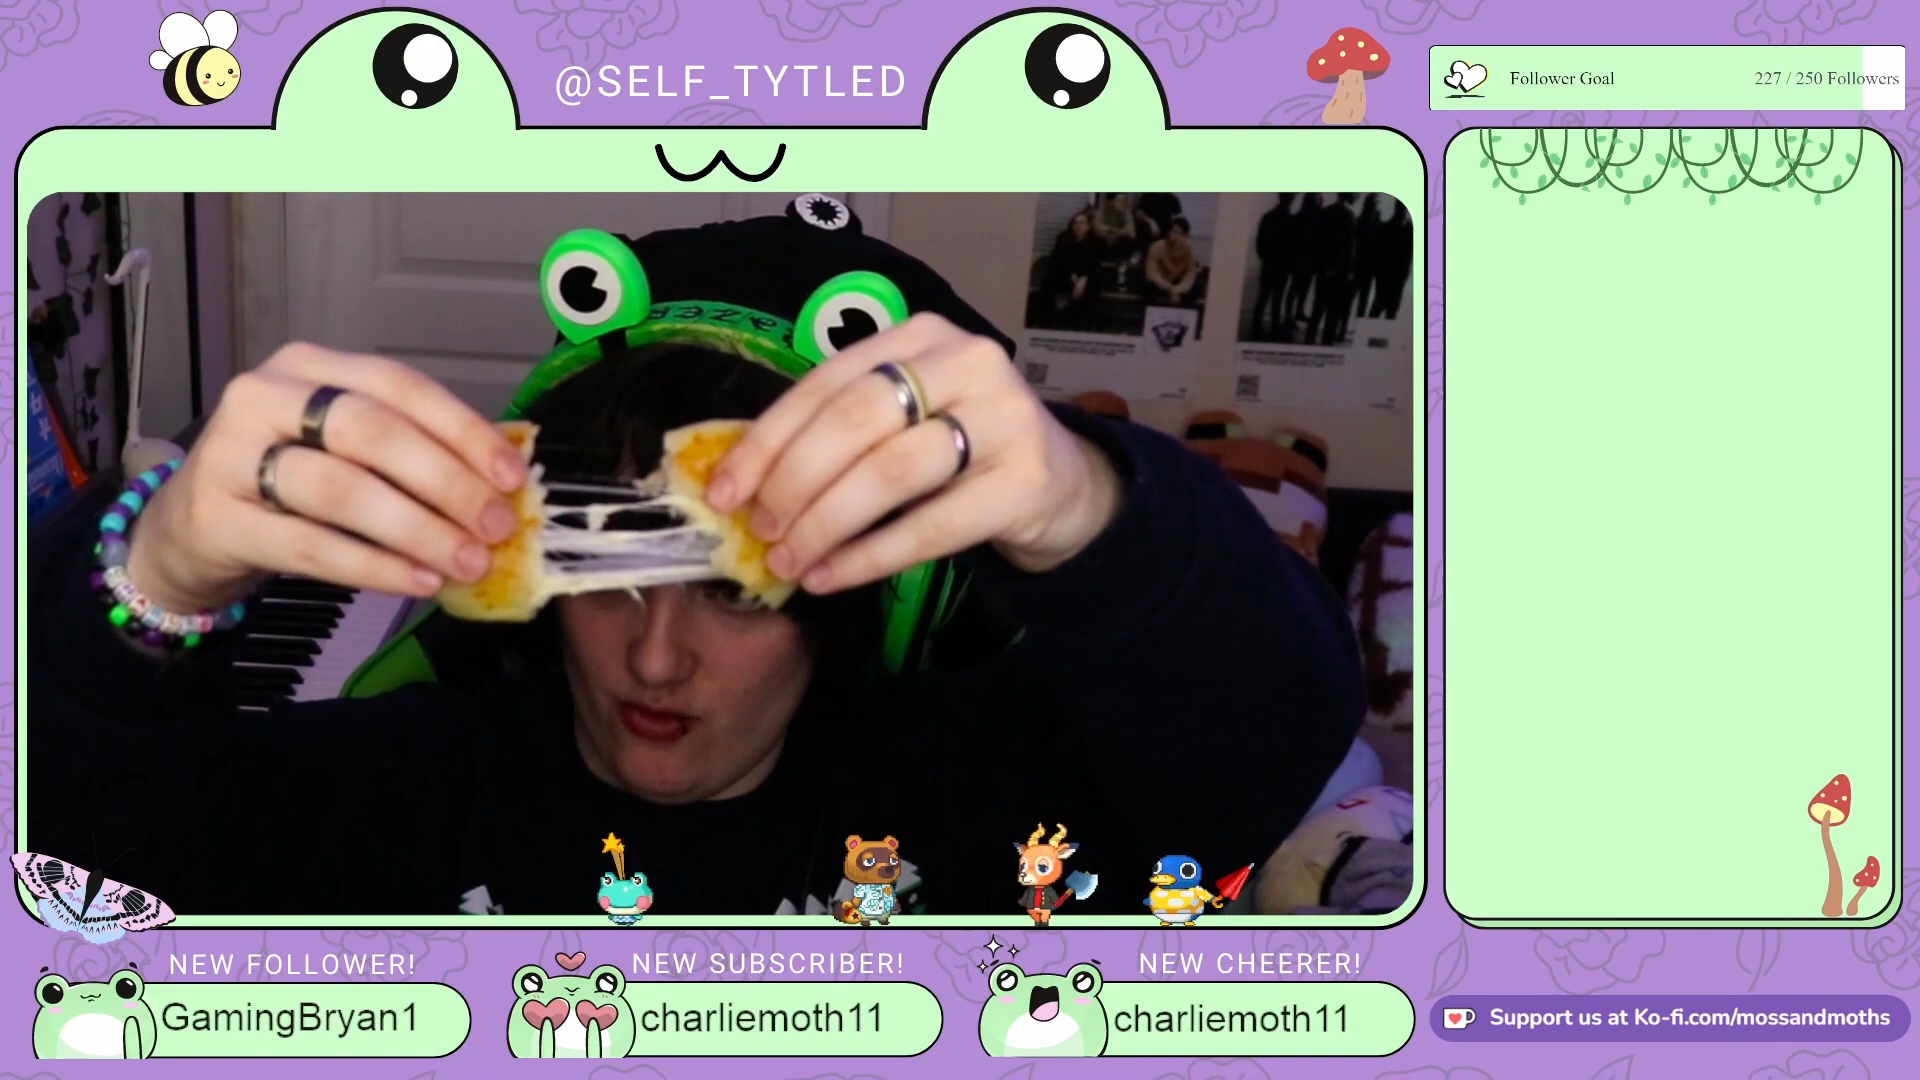 @SELF_TYTLED
Follower Goal
227 / 250 Followers
NEW FOLLOWER!
GamingBryan1
NEW SUBSCRIBER!
charliemoth11
NEW CHEERER!
charliemoth11
Support us at Ko-fi.com/mossandmoths